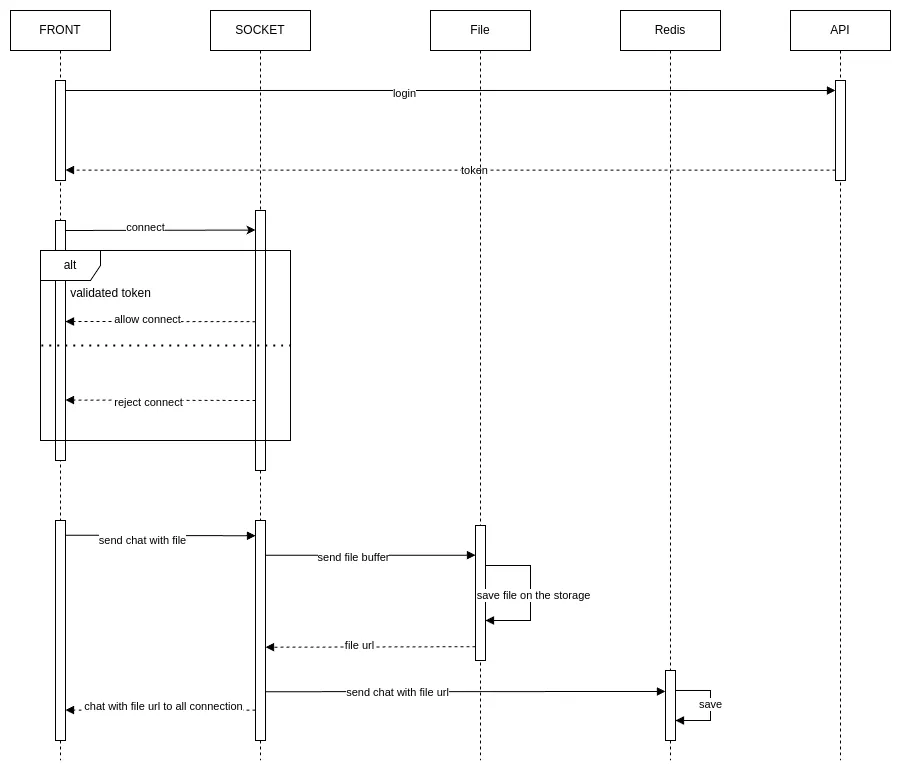 FRONT
SOCKET
File
Redis
API
login
token
connect
alt
validated token
allow connect
reject connect
send chat with file
send file buffer
save file on the storage
file url
send chat with file url
save
chat with file url to all connection